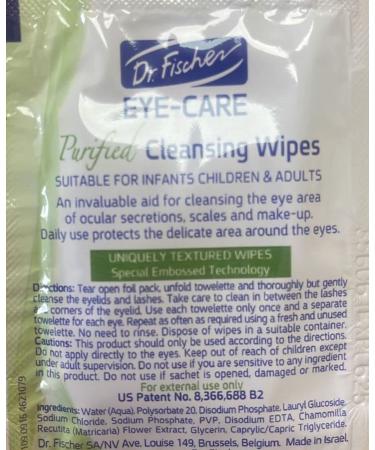 Dr. Fischer
EYE-CARE
Purified Cleansing Wipes
SUITABLE FOR INFANTS CHILDREN & ADULTS
An invaluable aid for cleansing the eye area
of ocular secretions, scales and make-up.
Daily use protects the delicate area around the eyes.
UNIQUELY TEXTURED WIPES
Special Embossed Technology
Directions: Tear open foil pack, unfold towelette and thoroughly but gently
cleanse the eyelids and lashes. Take care to clean in between the lashes
corners of the eyelid. Use each towelette only once and a separate
towelette for each eye. Repeat as often as required using a fresh and unused
towelette. No need to rinse. Dispose of wipes in a suitable container.
Cautions: This product should only be used according to the directions.
Do not apply directly to the eyes. Keep out of reach of children except
under adult supervision. Do not use if you are sensitive to any ingredient
in this product. Do not use if sachet is opened, damaged or marked.
For external use only
US Patent No. 8,366,688 B2
Ingredients: Water (Aqua), Polysorbate 20, Disodium Phosphate, Lauryl Glucoside,
Sodium Chloride, Sodium Phosphate, PVP, Disodium EDTA, Chamomilla
Recutita (Matricaria) Flower Extract, Glycerin, Caprylic/Capric Triglyceride.
Dr. Fischer SA/NV Ave. Louise 149, Brussels, Belgium. Made in Israel.